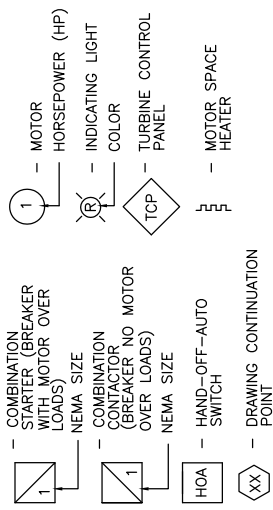 1
- COMBINATION
STARTER (BREAKER
WITH MOTOR OVER
LOADS)
NEMA SIZE
1
- COMBINATION
CONTACTOR
(BREAKER NO MOTOR
OVER LOADS)
NEMA SIZE
HOA
- HAND-OFF-AUTO
SWITCH
XX
- DRAWING CONTINUATION
POINT
1
- MOTOR
HORSEPOWER (HP)
R
- INDICATING LIGHT
COLOR
TCP
- TURBINE CONTROL
PANEL
- MOTOR SPACE
HEATER